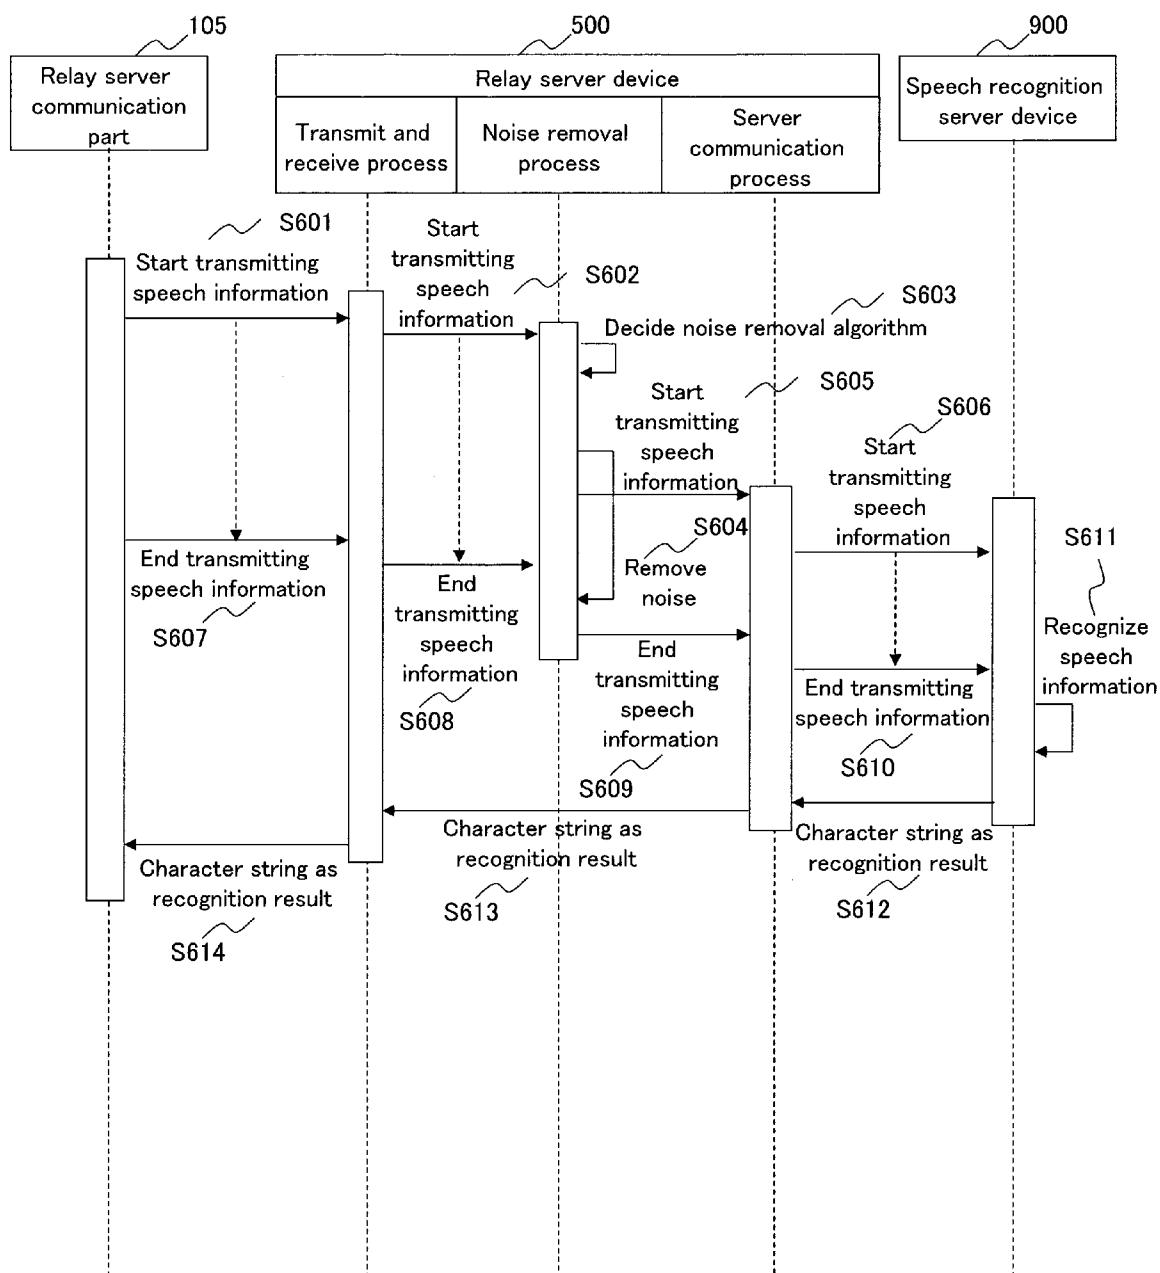 105
500
900
Relay server
communication
part
Relay server device
Transmit and
receive process
Noise removal
process
Server
communication
process
Speech recognition
server device
S601
Start transmitting
speech information
Start
transmitting
speech
information
S602
S603
Decide noise removal algorithm
S605
Start
transmitting
speech
information
S606
Start
transmitting
speech
information
S604
Remove
noise
S611
Recognize
speech
information
End transmitting
speech information
S607
End
transmitting
speech
information
S608
End
transmitting
speech
information
S609
End transmitting
speech information
S610
Character string as
recognition result
S612
Character string as
recognition result
S613
Character string as
recognition result
S614